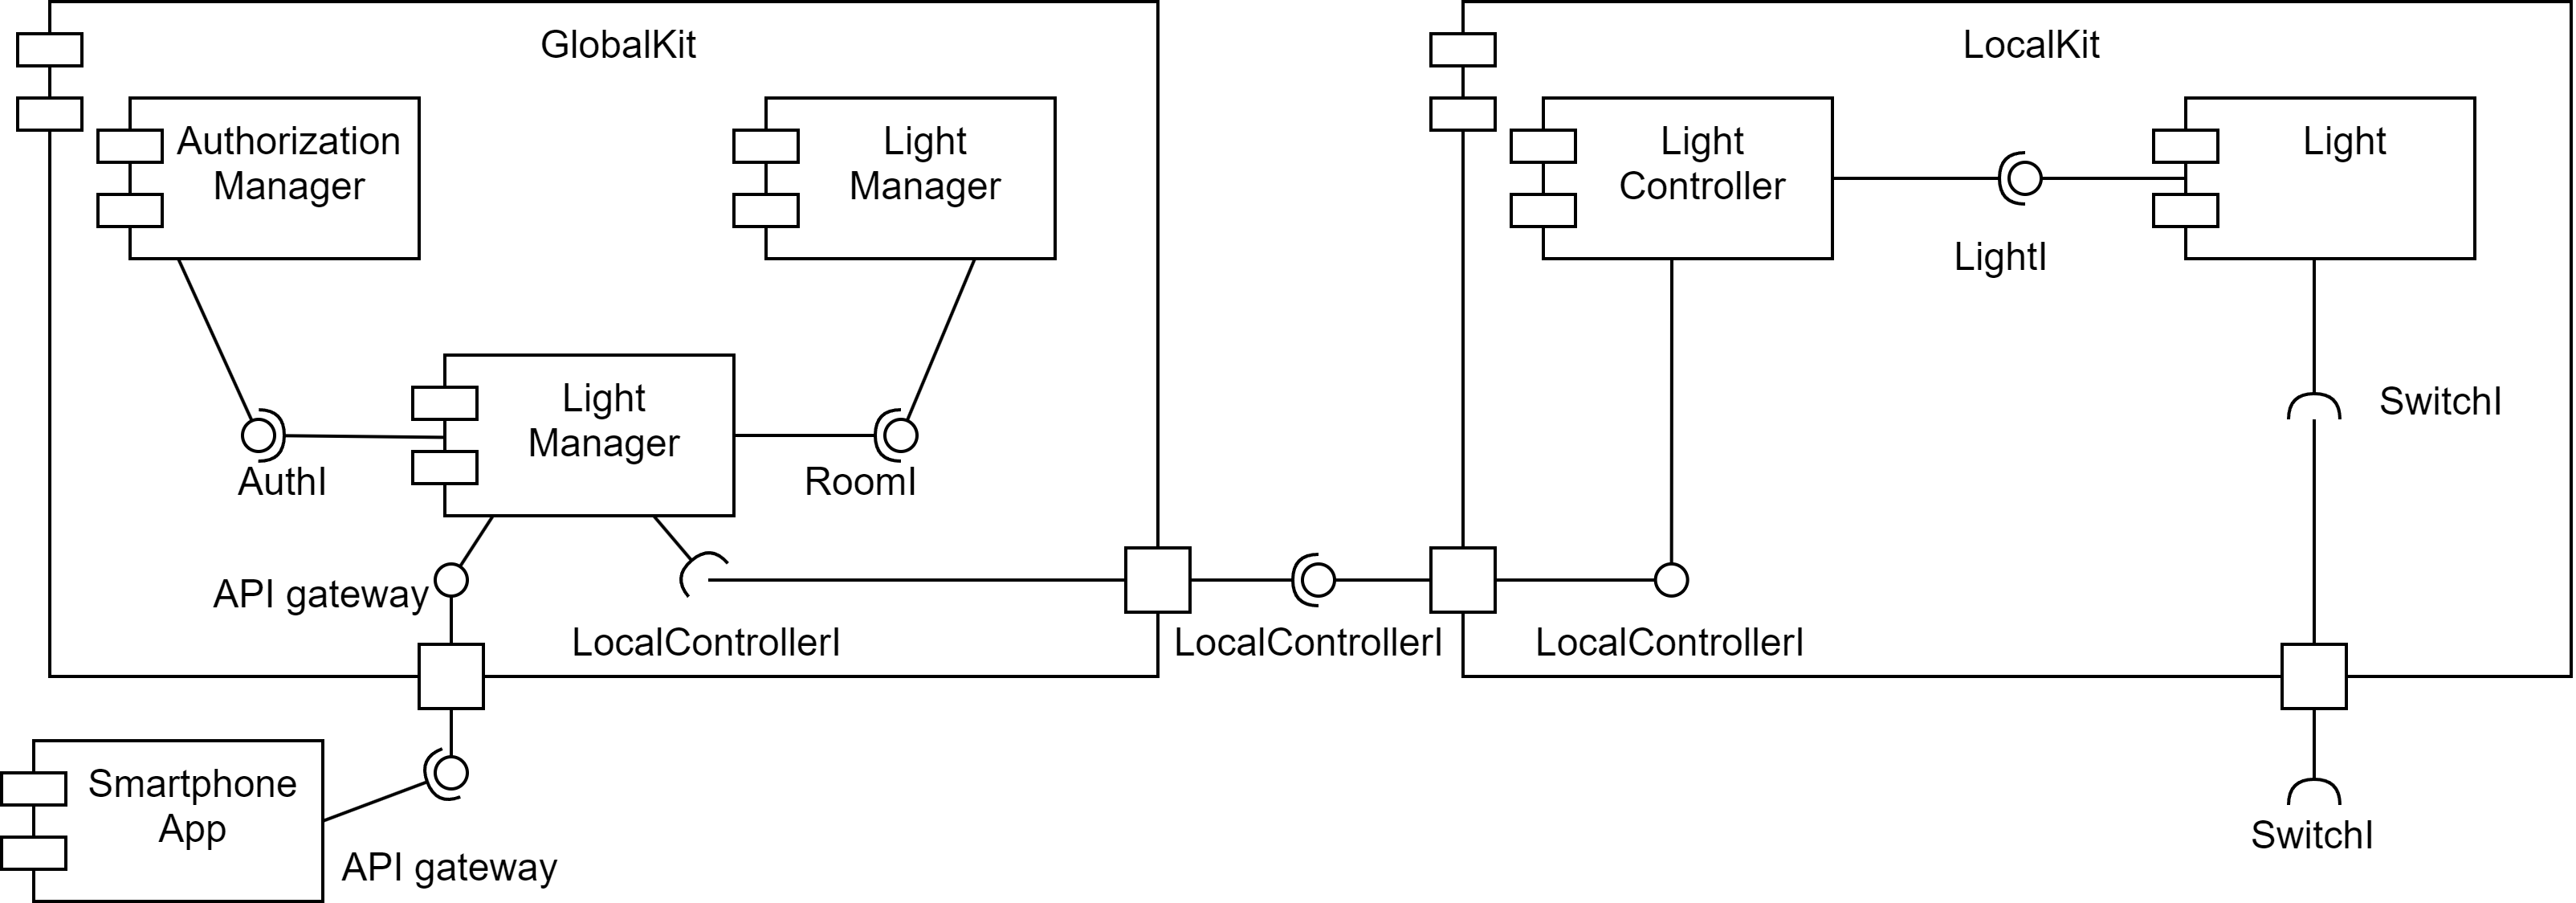 GlobalKit
LocalKit
Authorization
Manager
Light
Manager
Light
Controller
Light
LightI
Light
Manager
SwitchI
AuthI
RoomI
API gateway
LocalControllerI
LocalControllerI
LocalControllerI
Smartphone
App
API gateway
SwitchI